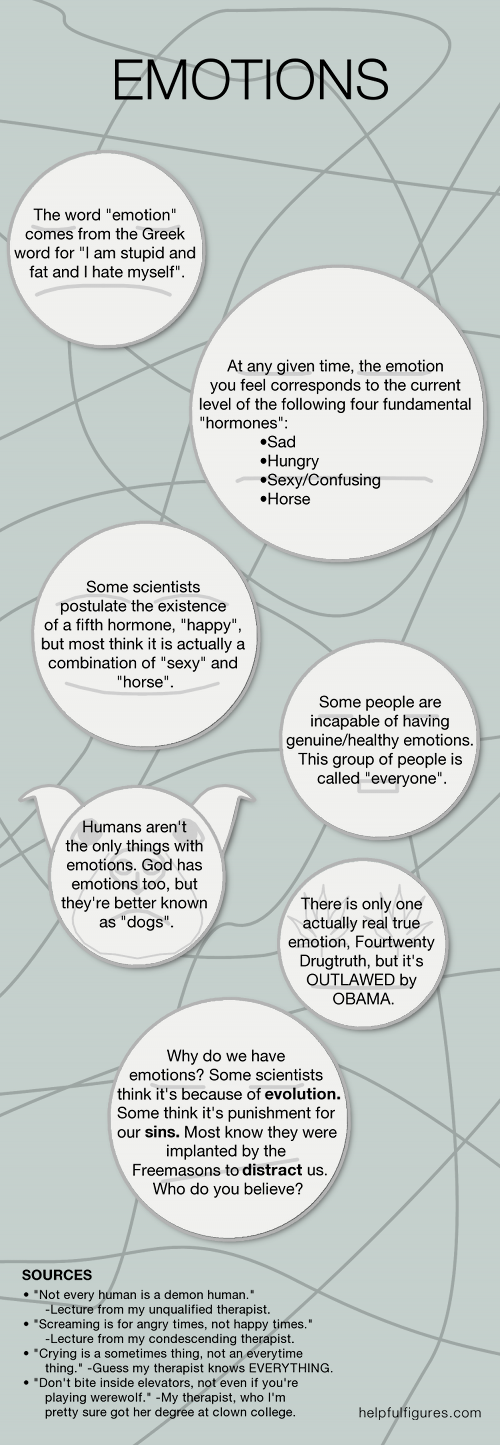 EMOTIONS
The word "emotion"
comes from the Greek
word for "I am stupid and
fat and I hate myself".
At any given time, the emotion
you feel corresponds to the current
level of the following four fundamental
"hormones":
•Sad
•Hungry
•Sexy/Confusing
•Horse
Some scientists
postulate the existence
of a fifth hormone, "happy",
but most think it is actually a
combination of "sexy" and
"horse".
Some people are
incapable of having
genuine/healthy emotions.
This group of people is
called "everyone".
Humans aren't
the only things with
emotions. God has
emotions too, but
they're better known
as "dogs".
There is only one
actually real true
emotion, Fourtwenty
Drugtruth, but it's
OUTLAWED by
OBAMA.
Why do we have
emotions? Some scientists
think it's because of evolution.
Some think it's punishment for
our sins. Most know they were
implanted by the
Freemasons to distract us.
Who do you believe?
SOURCES
• "Not every human is a demon human."
-Lecture from my unqualified therapist.
• "Screaming is for angry times, not happy times."
-Lecture from my condescending therapist.
• "Crying is a sometimes thing, not an everytime
thing." -Guess my therapist knows EVERYTHING.
• "Don't bite inside elevators, not even if you're
playing werewolf." -My therapist, who I'm
pretty sure got her degree at clown college.
helpfulfigures.com